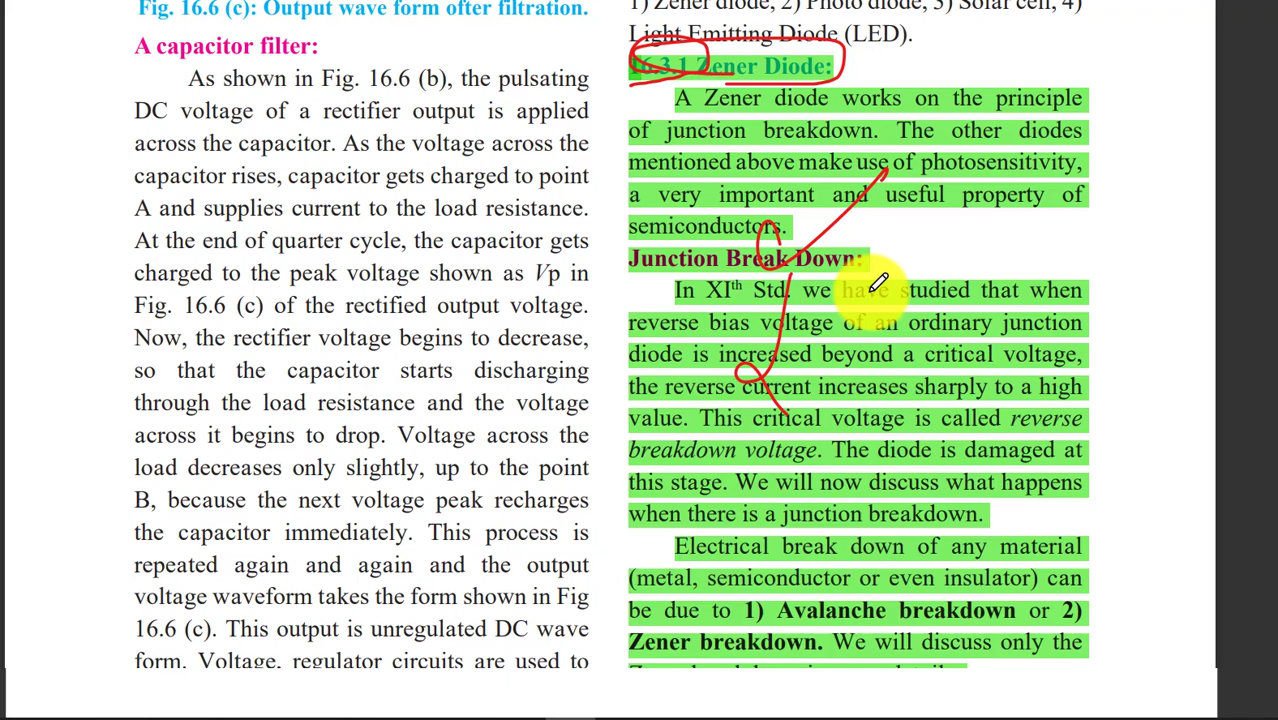 Fig. 16.6 (c): Output wave form ofter filtration.
A capacitor filter:
As shown in Fig. 16.6 (b), the pulsating
DC voltage of a rectifier output is applied
across the capacitor. As the voltage across the
capacitor rises, capacitor gets charged to point
A and supplies current to the load resistance.
At the end of quarter cycle, the capacitor gets
charged to the peak voltage shown as Vp in
Fig. 16.6 (c) of the rectified output voltage.
Now, the rectifier voltage begins to decrease,
so that the capacitor starts discharging
through the load resistance and the voltage
across it begins to drop. Voltage across the
load decreases only slightly, up to the point
B, because the next voltage peak recharges
the capacitor immediately. This process is
repeated again and again and the output
voltage waveform takes the form shown in Fig
16.6 (c). This output is unregulated DC wave
form. Voltage, regulator circuits are used to
1) Zener diode, 2) Photo diode, 3) Solar cell, 4)
Light Emitting Diode (LED).
16.3.1 Zener Diode:
A Zener diode works on the principle
of junction breakdown. The other diodes
mentioned above make use of photosensitivity,
a very important and useful property of
semiconductors.
Junction Break Down:
In XIth Std. we have studied that when
reverse bias voltage of an ordinary junction
diode is increased beyond a critical voltage,
the reverse current increases sharply to a high
value. This critical voltage is called reverse
breakdown voltage. The diode is damaged at
this stage. We will now discuss what happens
when there is a junction breakdown.
Electrical break down of any material
(metal, semiconductor or even insulator) can
be due to 1) Avalanche breakdown or 2)
Zener breakdown. We will discuss only the